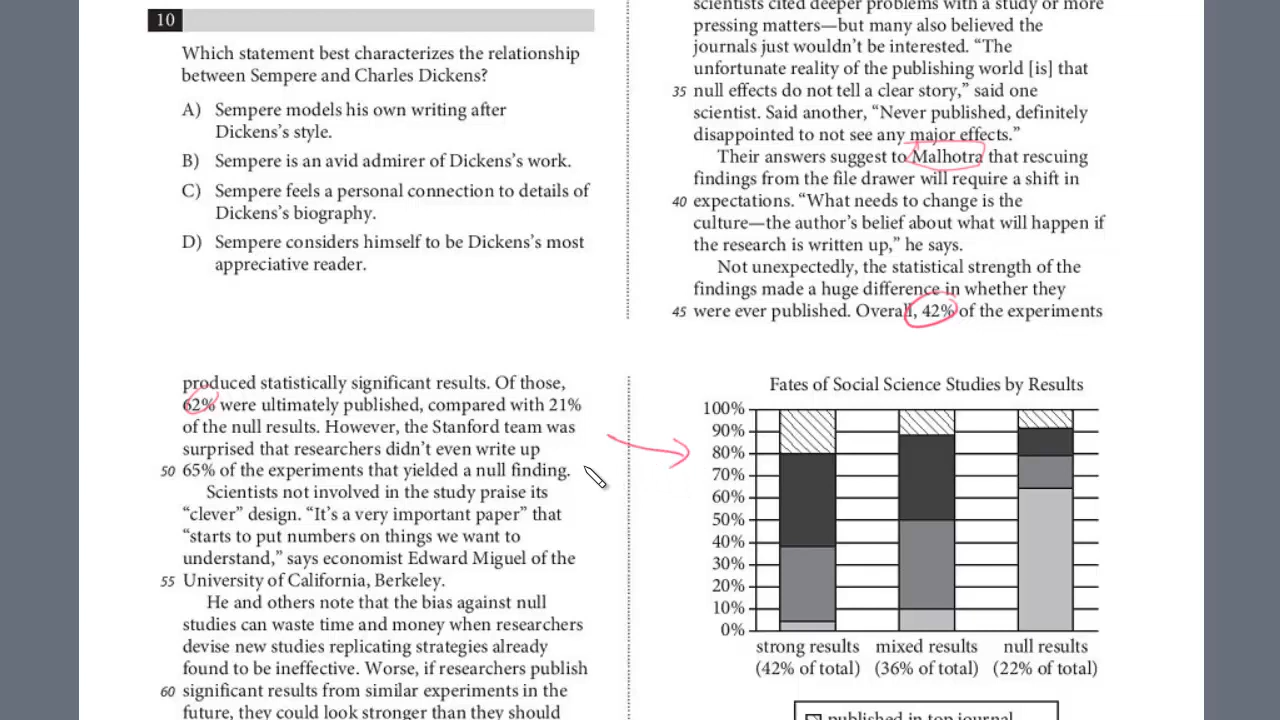 10
Which statement best characterizes the relationship
between Sempere and Charles Dickens?
A) Sempere models his own writing after
Dickens's style.
B) Sempere is an avid admirer of Dickens's work.
C) Sempere feels a personal connection to details of
Dickens's biography.
D) Sempere considers himself to be Dickens's most
appreciative reader.
scientists cited deeper problems with a study or more
pressing matters—but many also believed the
journals just wouldn't be interested. “The
unfortunate reality of the publishing world [is] that
35 null effects do not tell a clear story,” said one
scientist. Said another, “Never published, definitely
disappointed to not see any major effects.”
Their answers suggest to Malhotra that rescuing
findings from the file drawer will require a shift in
40 expectations. “What needs to change is the
culture—the author's belief about what will happen if
the research is written up,” he says.
Not unexpectedly, the statistical strength of the
findings made a huge difference in whether they
45 were ever published. Overall, 42% of the experiments
produced statistically significant results. Of those,
62% were ultimately published, compared with 21%
of the null results. However, the Stanford team was
surprised that researchers didn't even write up
50 65% of the experiments that yielded a null finding.
Scientists not involved in the study praise its
“clever” design. “It's a very important paper” that
“starts to put numbers on things we want to
understand,” says economist Edward Miguel of the
55 University of California, Berkeley.
He and others note that the bias against null
studies can waste time and money when researchers
devise new studies replicating strategies already
found to be ineffective. Worse, if researchers publish
60 significant results from similar experiments in the
future, they could look stronger than they should
Fates of Social Science Studies by Results
100%
90%
80%
70%
60%
50%
40%
30%
20%
10%
0%
strong results mixed results null results
(42% of total) (36% of total) (22% of total)
published in top journal